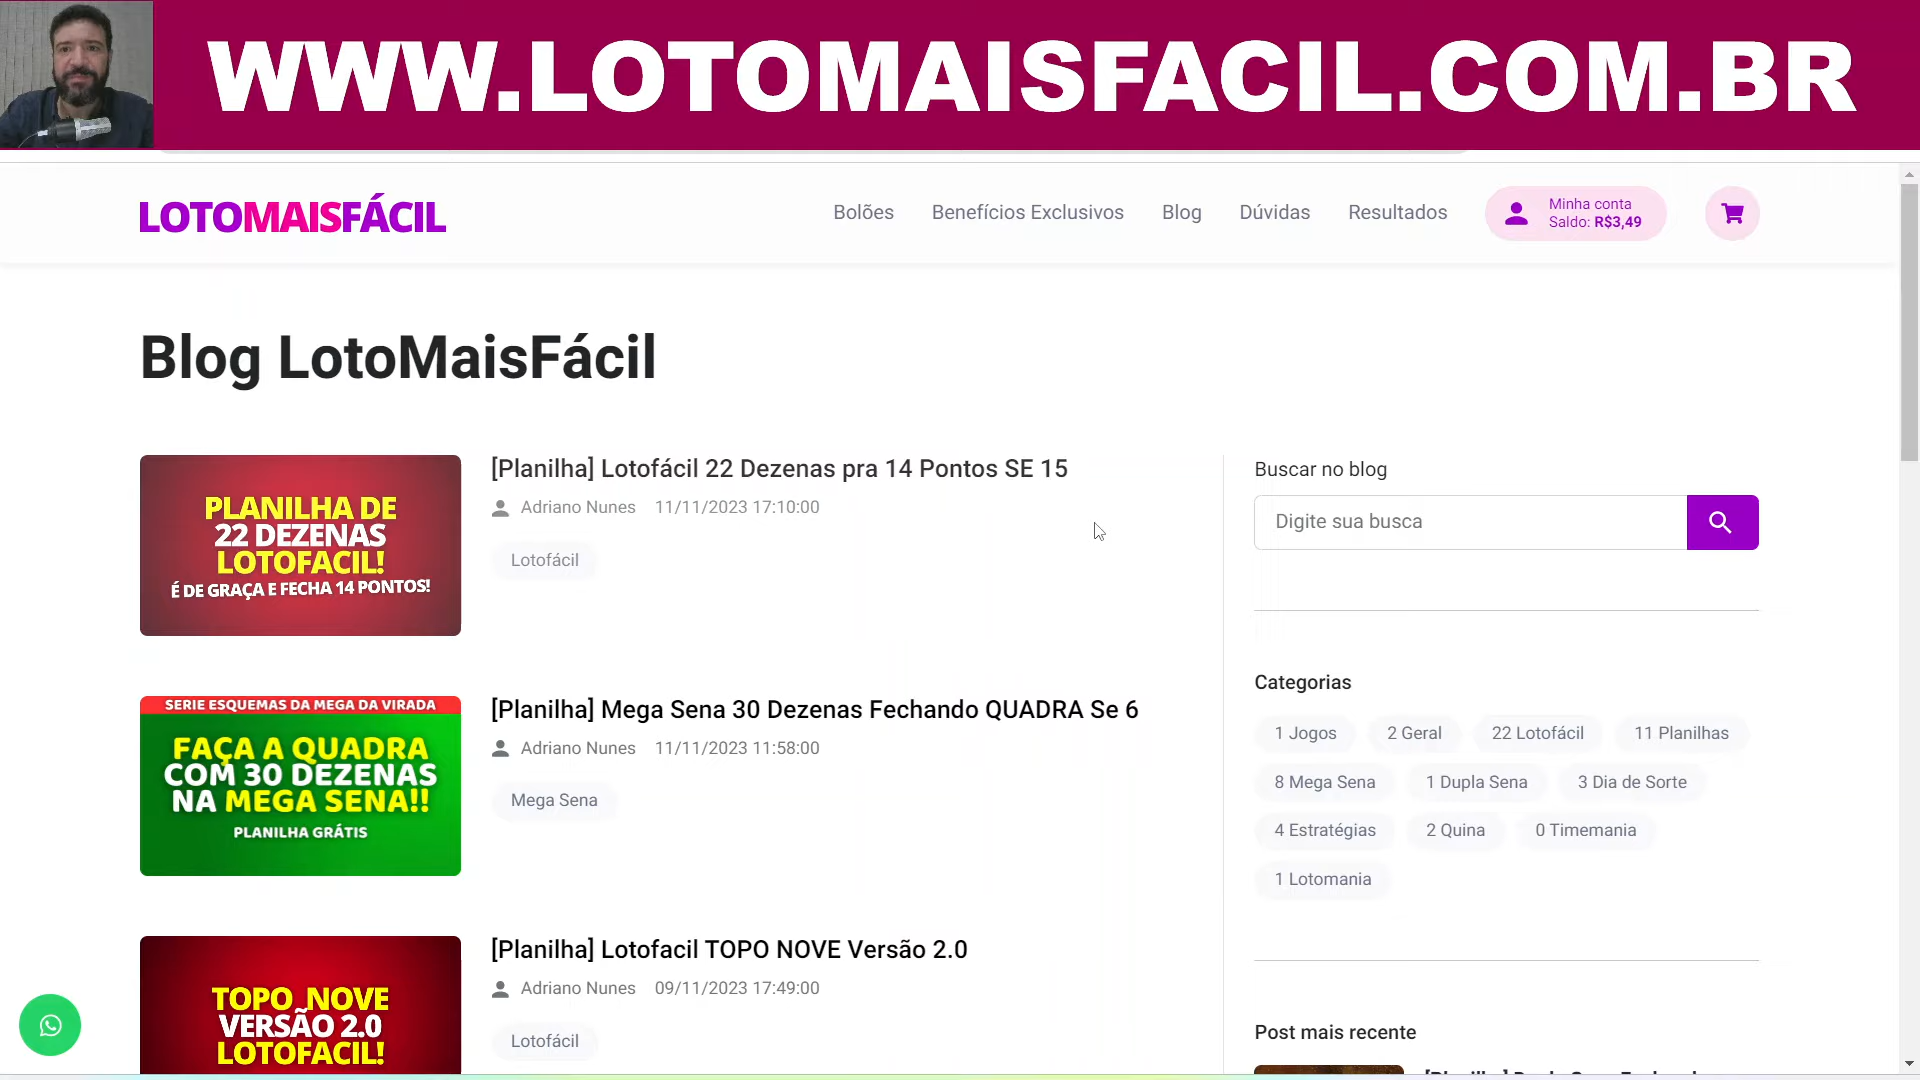 WWW.LOTOMAISFACIL.COM.BR
LOTOMAISFÁCIL
Bolões
Benefícios Exclusivos
Blog
Dúvidas
Resultados
Minha conta
Saldo: R$3,49
Blog LotoMaisFácil
PLANILHA DE
22 DEZENAS
LOTOFACIL!
É DE GRAÇA E FECHA 14 PONTOS!
[Planilha] Lotofácil 22 Dezenas pra 14 Pontos SE 15
Adriano Nunes 11/11/2023 17:10:00
Lotofácil
SERIE ESQUEMAS DA MEGA DA VIRADA
FAÇA A QUADRA
COM 30 DEZENAS
NA MEGA SENA!!
PLANILHA GRÁTIS
[Planilha] Mega Sena 30 Dezenas Fechando QUADRA Se 6
Adriano Nunes 11/11/2023 11:58:00
Mega Sena
TOPO NOVE
VERSÃO 2.0
LOTOFACIL!
[Planilha] Lotofacil TOPO NOVE Versão 2.0
Adriano Nunes 09/11/2023 17:49:00
Lotofácil
Buscar no blog
Digite sua busca
Categorias
1 Jogos
2 Geral
22 Lotofácil
11 Planilhas
8 Mega Sena
1 Dupla Sena
3 Dia de Sorte
4 Estratégias
2 Quina
0 Timemania
1 Lotomania
Post mais recente